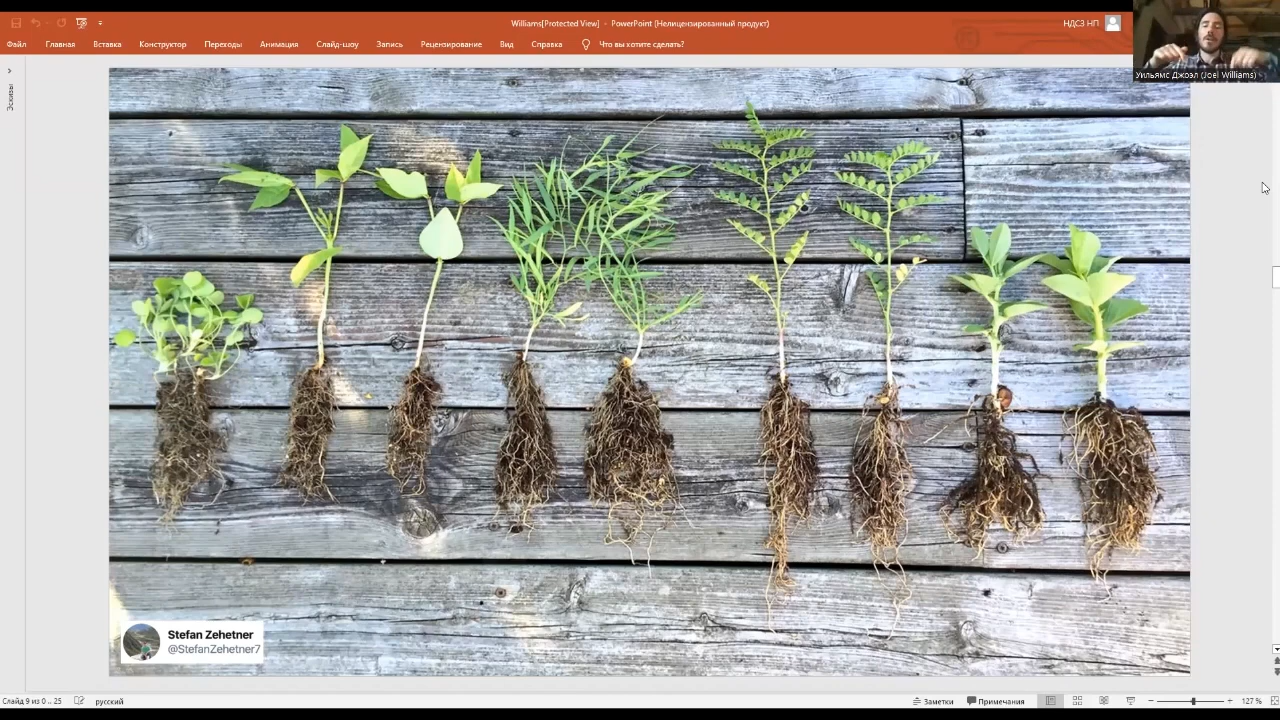 Williams[Protected View] - PowerPoint (Нелицензированный продукт)
НДСЗ НП
Файл Главная Вставка Конструктор Переходы Анимация Слайд-шоу Запись Рецензирование Вид Справка Что вы хотите сделать?
Уильямс Джоэл (Joel Williams)
Эскизы
Stefan Zehetner
@StefanZehetner7
Слайд 9 из 0 .. 25 русский Заметки Примечания 127 %